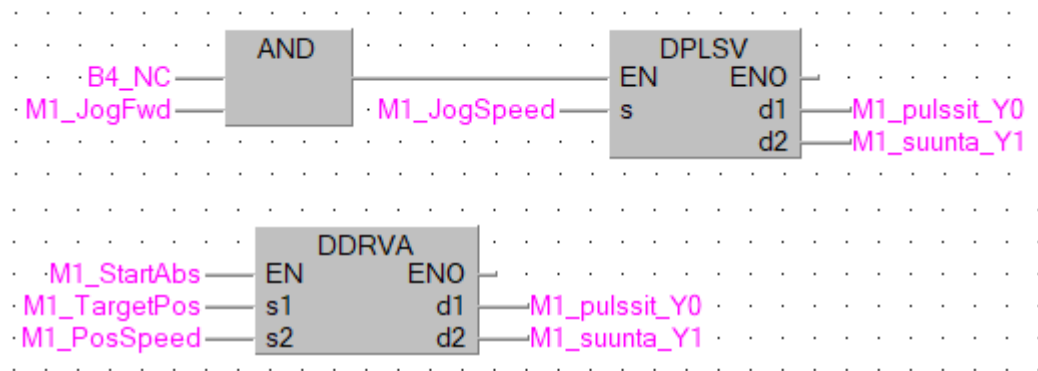 AND DPLSV
B4_NC EN ENO
M1_JogFwd M1_JogSpeed s d1 M1_pulssit_Y0
d2 M1_suunta_Y1
DDRVA
M1_StartAbs EN ENO
M1_TargetPos s1 d1 M1_pulssit_Y0
M1_PosSpeed s2 d2 M1_suunta_Y1